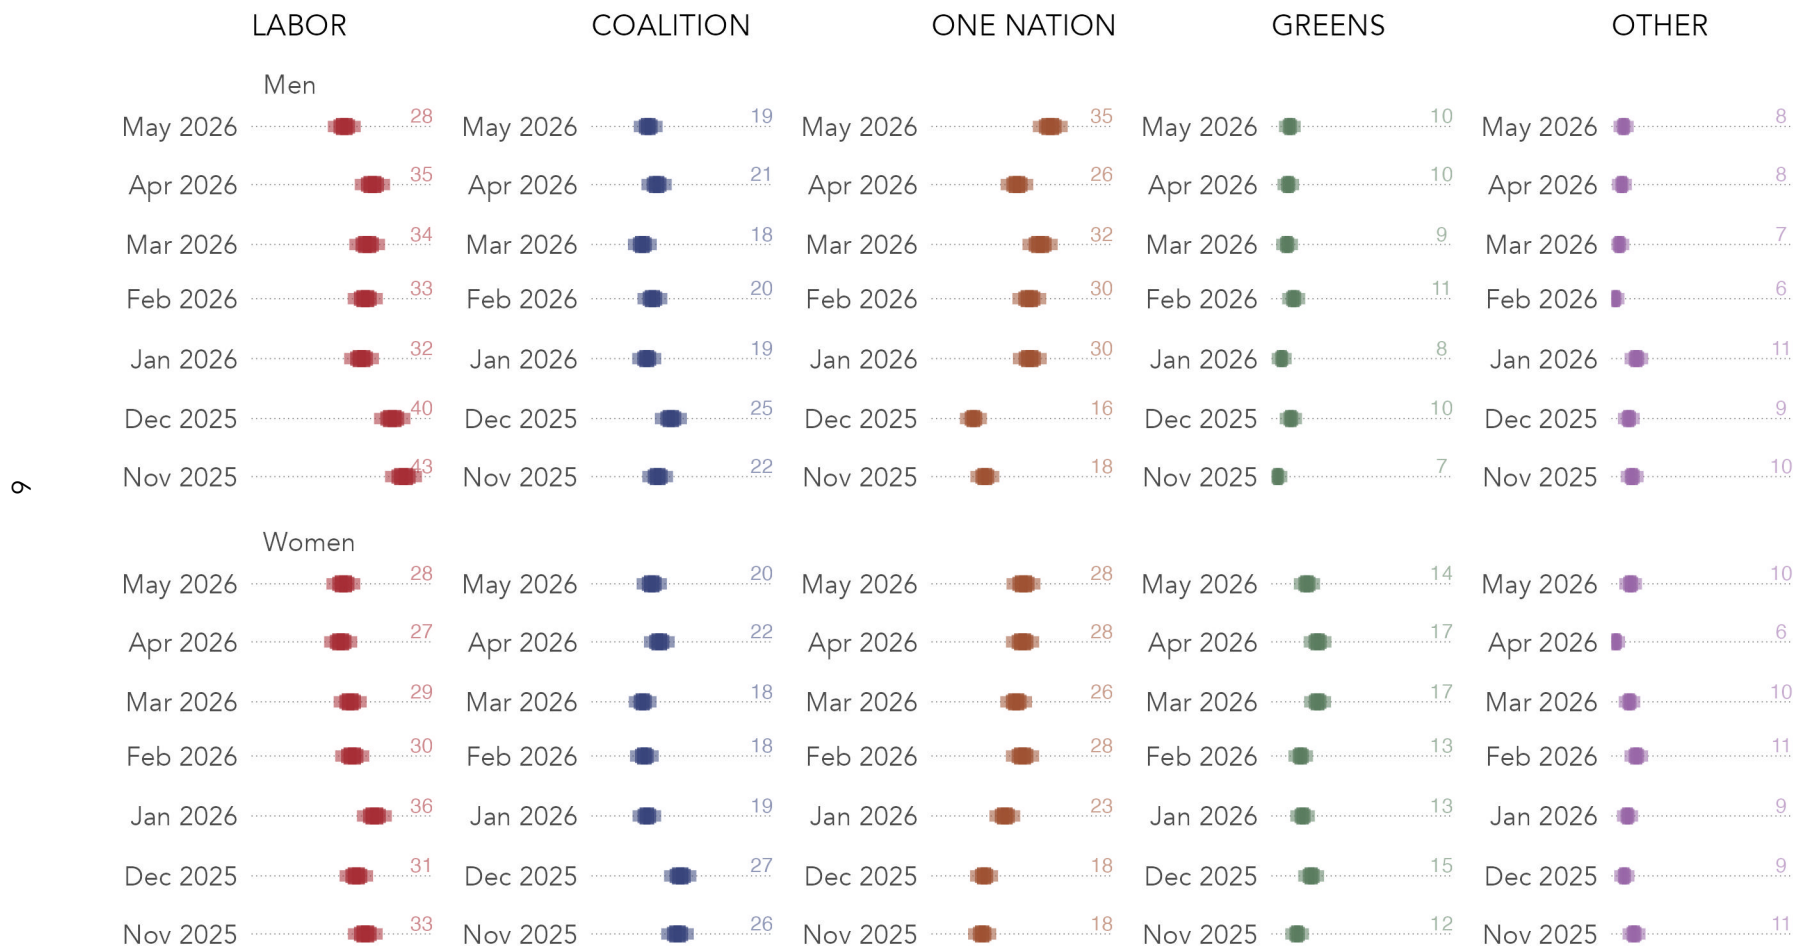 LABOR COALITION ONE NATION GREENS OTHER
Men
May 2026 28 May 2026 19 May 2026 35 May 2026 10 May 2026 8
Apr 2026 35 Apr 2026 21 Apr 2026 26 Apr 2026 10 Apr 2026 8
Mar 2026 34 Mar 2026 18 Mar 2026 32 Mar 2026 9 Mar 2026 7
Feb 2026 33 Feb 2026 20 Feb 2026 30 Feb 2026 11 Feb 2026 6
Jan 2026 32 Jan 2026 19 Jan 2026 30 Jan 2026 8 Jan 2026 11
Dec 2025 40 Dec 2025 25 Dec 2025 16 Dec 2025 10 Dec 2025 9
Nov 2025 43 Nov 2025 22 Nov 2025 18 Nov 2025 7 Nov 2025 10
9
Women
May 2026 28 May 2026 20 May 2026 28 May 2026 14 May 2026 10
Apr 2026 27 Apr 2026 22 Apr 2026 28 Apr 2026 17 Apr 2026 6
Mar 2026 29 Mar 2026 18 Mar 2026 26 Mar 2026 17 Mar 2026 10
Feb 2026 30 Feb 2026 18 Feb 2026 28 Feb 2026 13 Feb 2026 11
Jan 2026 36 Jan 2026 19 Jan 2026 23 Jan 2026 13 Jan 2026 9
Dec 2025 31 Dec 2025 27 Dec 2025 18 Dec 2025 15 Dec 2025 9
Nov 2025 33 Nov 2025 26 Nov 2025 18 Nov 2025 12 Nov 2025 11